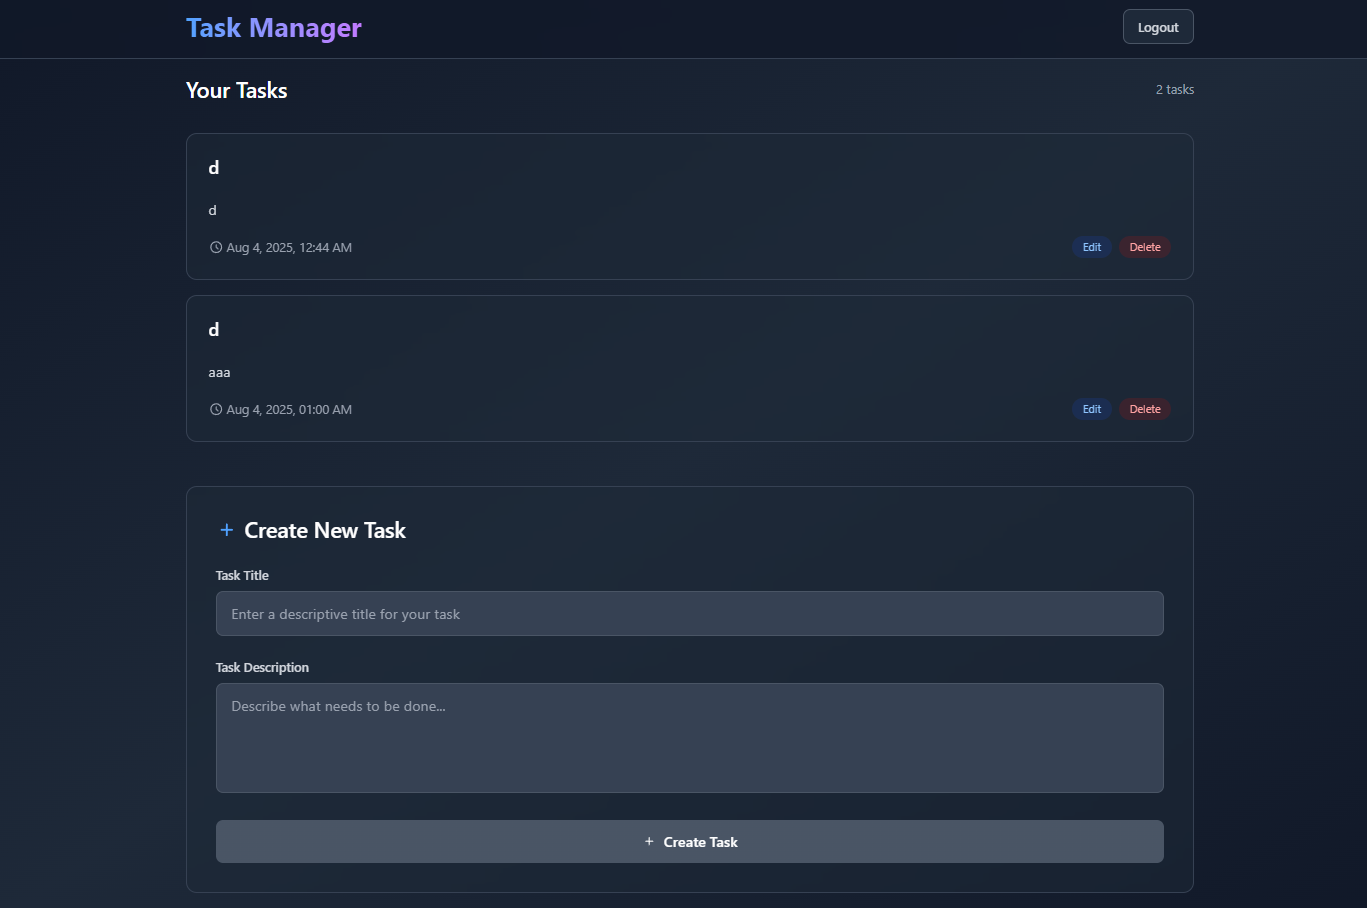 Task Manager
Logout
Your Tasks
2 tasks
d
d
Aug 4, 2025, 12:44 AM
Edit
Delete
d
aaa
Aug 4, 2025, 01:00 AM
Edit
Delete
+ Create New Task
Task Title
Enter a descriptive title for your task
Task Description
Describe what needs to be done...
+ Create Task